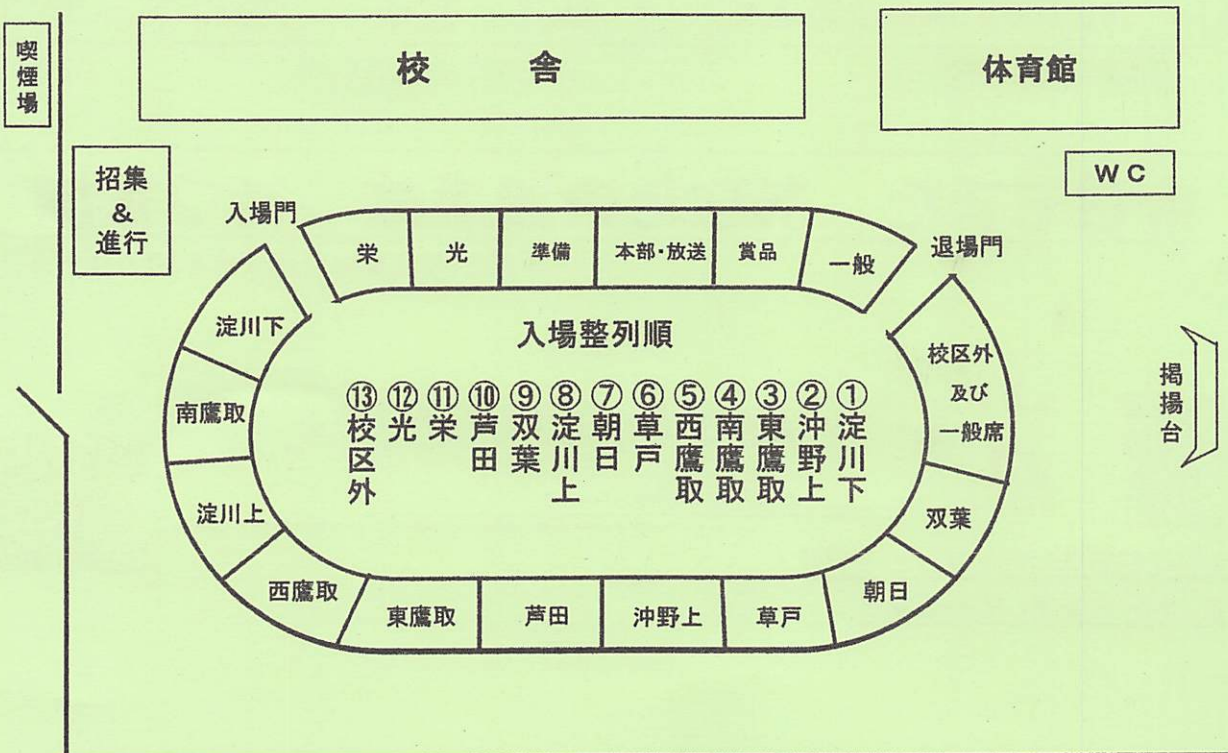 喫煙場
校舎
体育館
招集
&
進行
WC
入場門
栄
光
準備
本部・放送
賞品
一般
退場門
淀川下
南鷹取
淀川上
西鷹取
東鷹取
芦田
沖野上
草戸
朝日
双葉
校区外
及び
一般席
掲揚台
入場整列順
①淀川下
②沖野上
③東鷹取
④南鷹取
⑤西鷹取
⑥草戸
⑦朝日
⑧淀川上
⑨双葉
⑩芦田
⑪栄
⑫光
⑬校区外